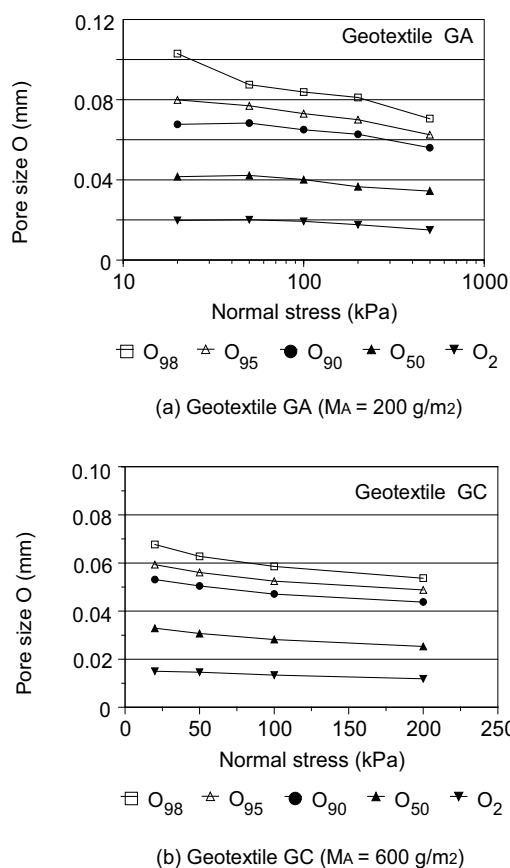 0.12
Geotextile GA
0.08
0.04
0
Pore size O (mm)
10 100 1000
Normal stress (kPa)
O98 O95 O90 O50 O2
(a) Geotextile GA (MA = 200 g/m2)
0.10
Geotextile GC
0.08
0.06
0.04
0.02
0
Pore size O (mm)
0 50 100 150 200 250
Normal stress (kPa)
O98 O95 O90 O50 O2
(b) Geotextile GC (MA = 600 g/m2)